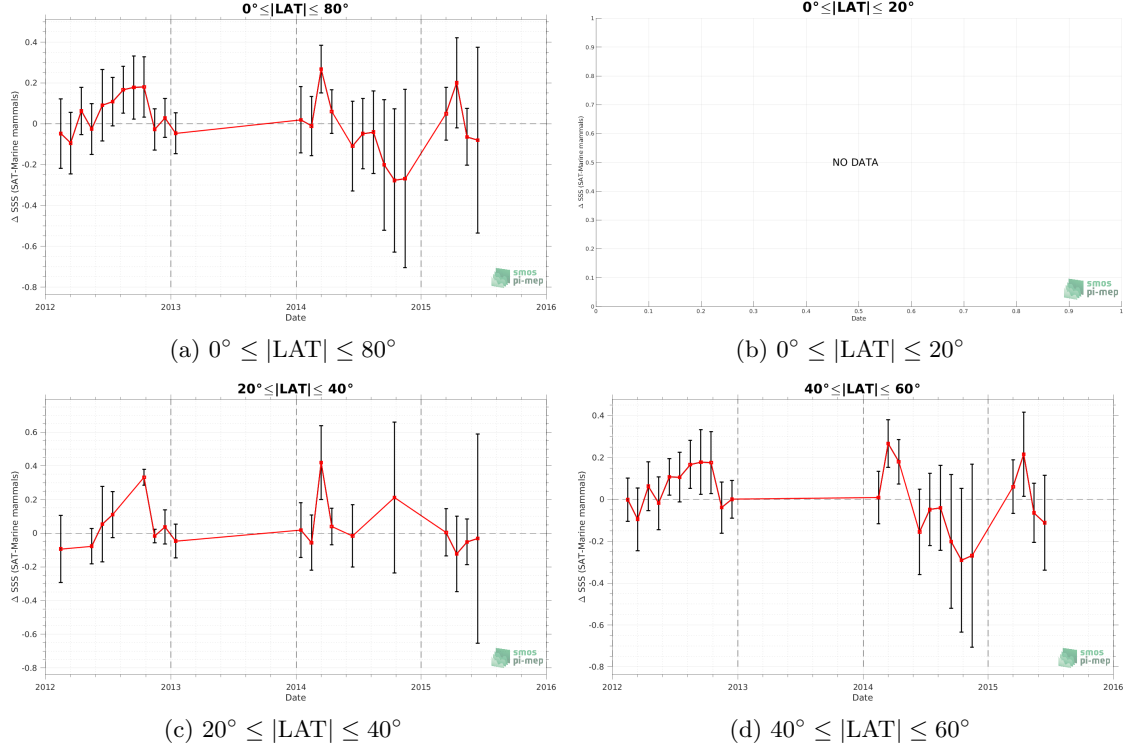 0°≤|LAT|≤ 80°
Δ SSS (SAT-Marine mammals)
0.4
0.2
0
-0.2
-0.4
-0.6
-0.8
2012 2013 2014 2015 2016
Date
smos
pi-mep
(a) 0° ≤ |LAT| ≤ 80°
0°≤|LAT|≤ 20°
Δ SSS (SAT-Marine mammals)
1
0.9
0.8
0.7
0.6
0.5
0.4
0.3
0.2
0.1
0
NO DATA
0 0.1 0.2 0.3 0.4 0.5 0.6 0.7 0.8 0.9 1
Date
smos
pi-mep
(b) 0° ≤ |LAT| ≤ 20°
20°≤|LAT|≤ 40°
Δ SSS (SAT-Marine mammals)
0.6
0.4
0.2
0
-0.2
-0.4
-0.6
-0.8
2012 2013 2014 2015 2016
Date
smos
pi-mep
(c) 20° ≤ |LAT| ≤ 40°
40°≤|LAT|≤ 60°
Δ SSS (SAT-Marine mammals)
0.4
0.2
0
-0.2
-0.4
-0.6
-0.8
2012 2013 2014 2015 2016
Date
smos
pi-mep
(d) 40° ≤ |LAT| ≤ 60°